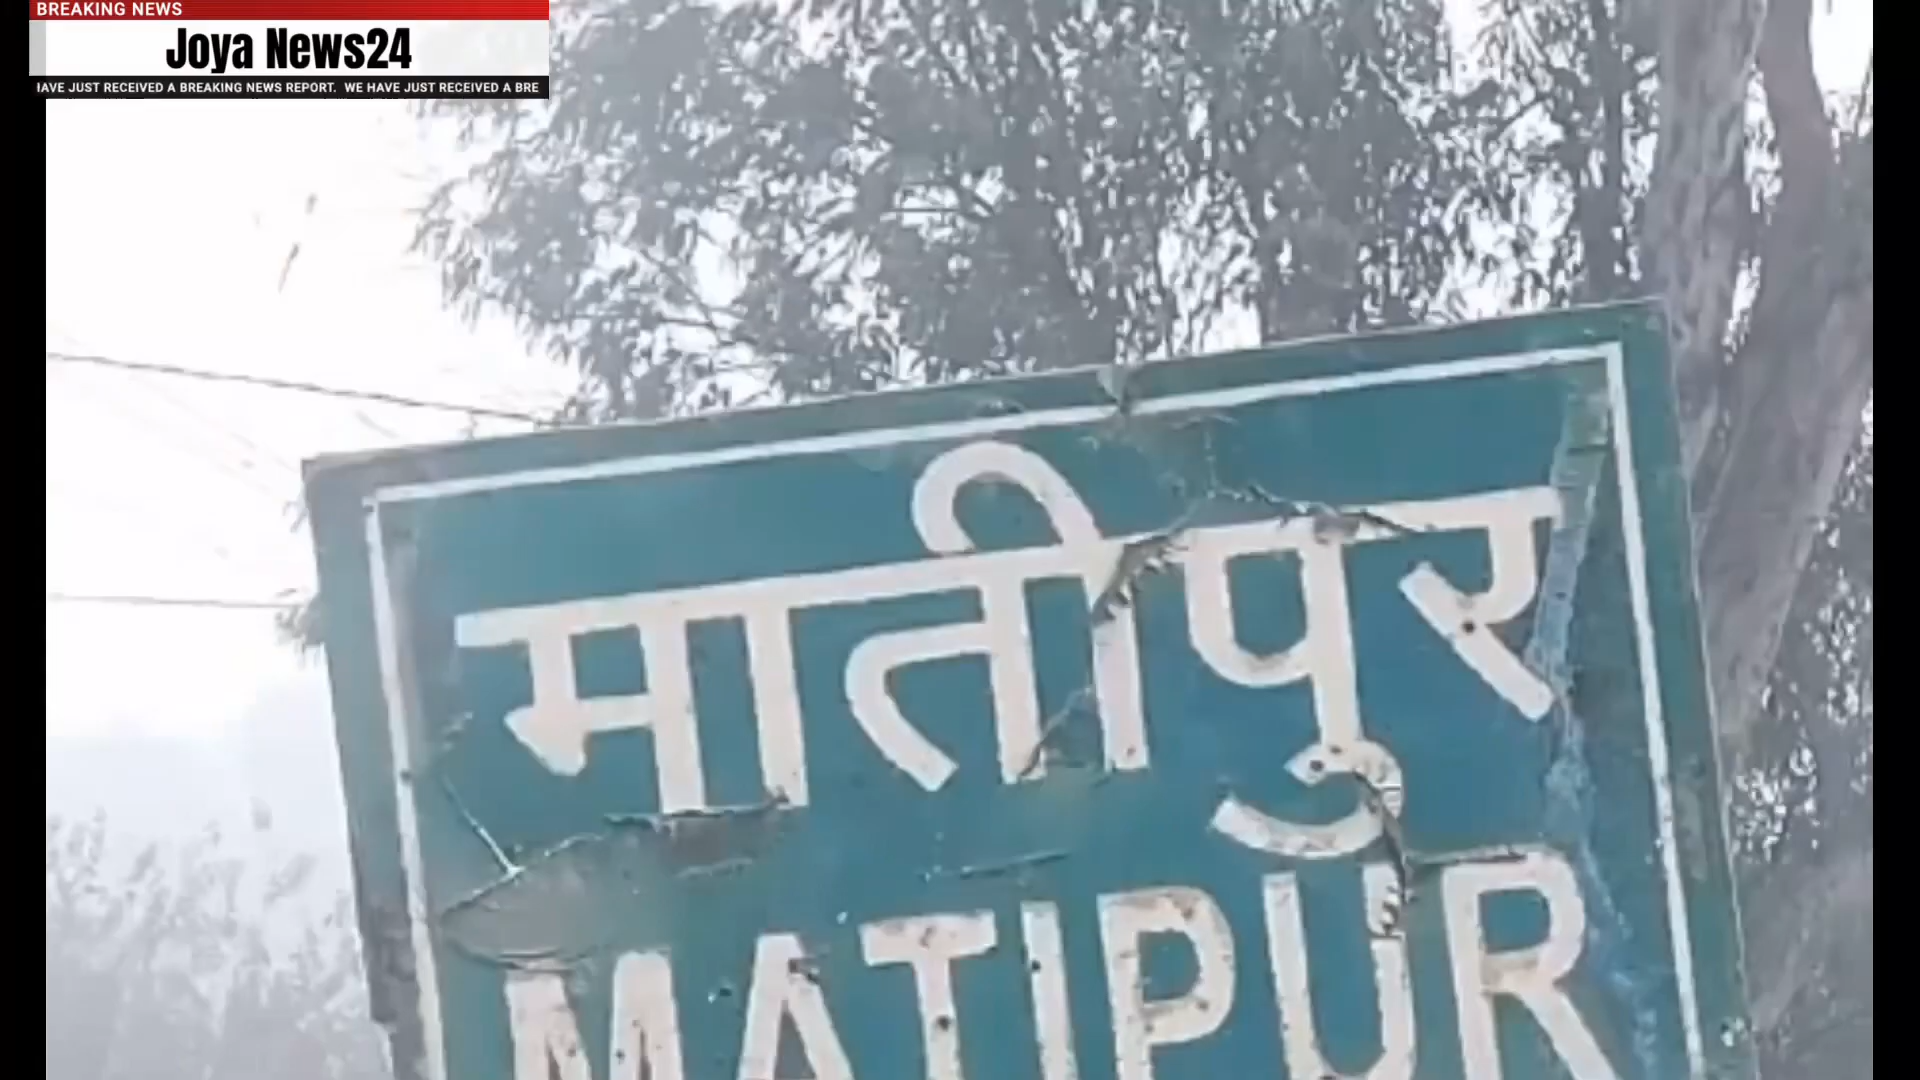 BREAKING NEWS
Joya News24
HAVE JUST RECEIVED A BREAKING NEWS REPORT. WE HAVE JUST RECEIVED A BRE
मातीपुर
MATIPUR